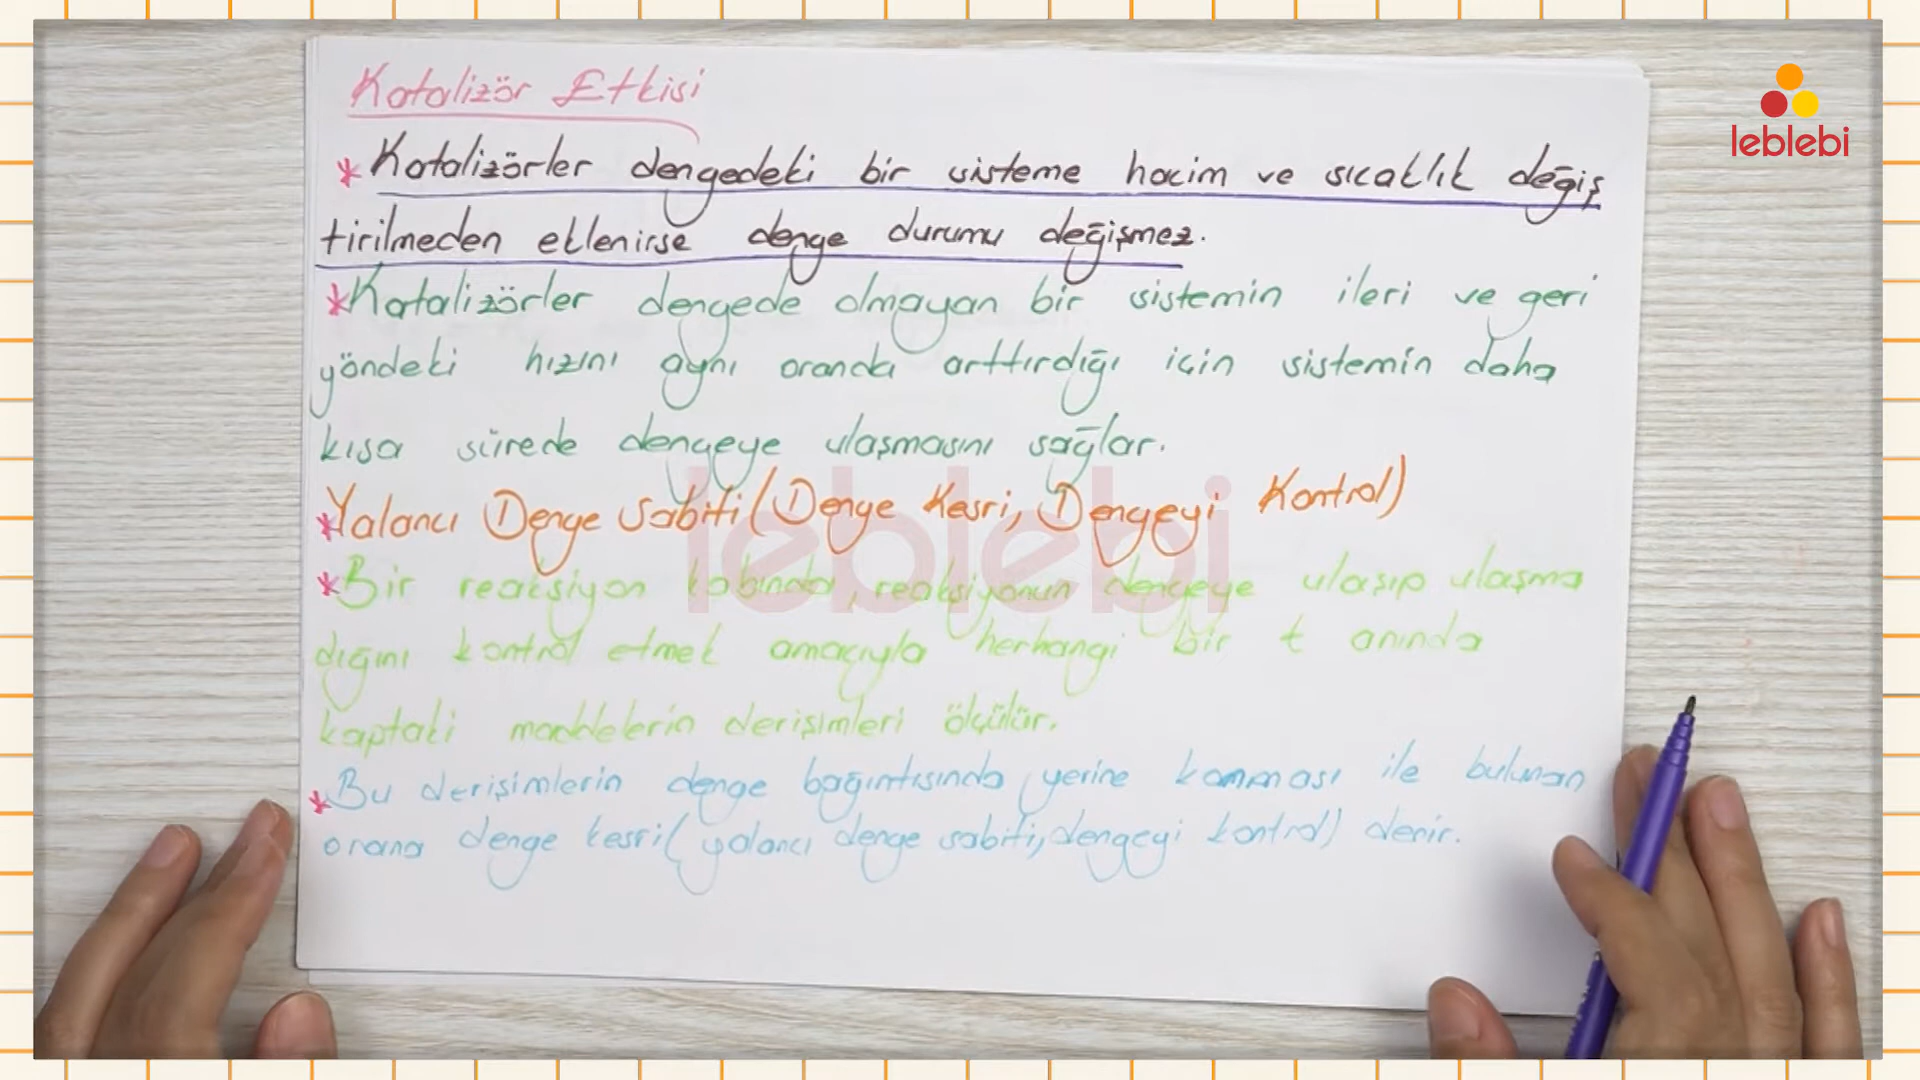 Katalizör Etkisi
leblebi
* Katalizörler dengedeki bir sisteme hacim ve sıcaklık değiş
tirilmeden eklenirse denge durumu değişmez.
* Katalizörler dengede olmayan bir sistemin ileri ve geri
yöndeki hızını aynı oranda arttırdığı için sistemin daha
kısa sürede dengeye ulaşmasını sağlar.
* Yalancı Denge Sabiti (Denge Kesri, Dengeyi Kontrol)
leblebi
* Bir reaksiyon kabında, reaksiyonun dengeye ulaşıp ulaşma
dığını kontrol etmek amacıyla herhangi bir t anında
kaptaki maddelerin derişimleri ölçülür.
* Bu derişimlerin denge bağıntısında yerine konması ile bulunan
orana denge kesri (yalancı denge sabiti, dengeyi kontrol) denir.